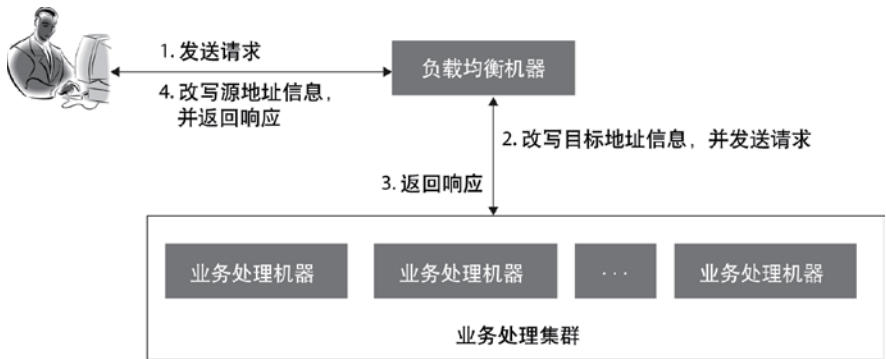 1. 发送请求
4. 改写源地址信息，
并返回响应
负载均衡机器
2. 改写目标地址信息，并发送请求
3. 返回响应
业务处理机器
业务处理机器
...
业务处理机器
业务处理集群